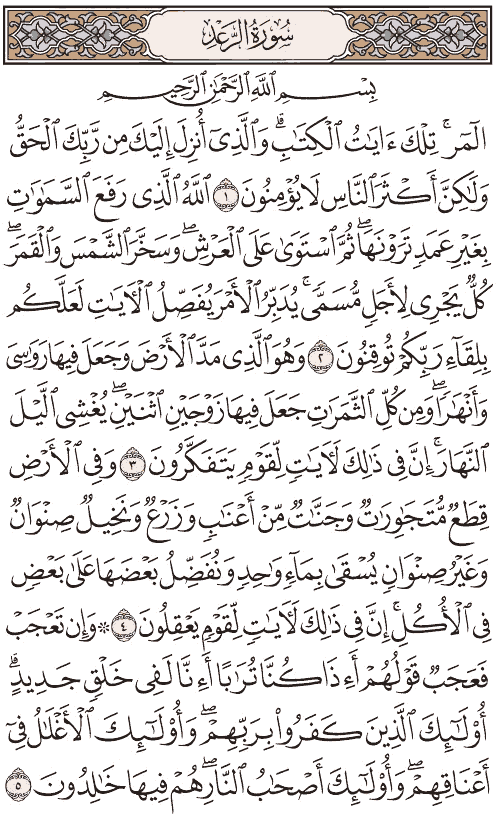 سُورَةُ الرَّعْدِ
بِسْمِ ٱللَّهِ ٱلرَّحْمَٰنِ ٱلرَّحِيمِ
الٓمٓرۚ تِلْكَ ءَايَٰتُ ٱلْكِتَٰبِۗ وَٱلَّذِىٓ أُنزِلَ إِلَيْكَ مِن رَّبِّكَ ٱلْحَقُّ
وَلَٰكِنَّ أَكْثَرَ ٱلنَّاسِ لَا يُؤْمِنُونَ ١ ٱللَّهُ ٱلَّذِى رَفَعَ ٱلسَّمَٰوَٰتِ
بِغَيْرِ عَمَدٍ تَرَوْنَهَاۖ ثُمَّ ٱسْتَوَىٰ عَلَى ٱلْعَرْشِۖ وَسَخَّرَ ٱلشَّمْسَ وَٱلْقَمَرَۖ
كُلٌّ يَجْرِى لِأَجَلٍ مُّسَمًّىۚ يُدَبِّرُ ٱلْأَمْرَ يُفَصِّلُ ٱلْءَايَٰتِ لَعَلَّكُم
بِلِقَآءِ رَبِّكُمْ تُوقِنُونَ ٢ وَهُوَ ٱلَّذِى مَدَّ ٱلْأَرْضَ وَجَعَلَ فِيهَا رَوَٰسِىَ
وَأَنْهَٰرًاۖ وَمِن كُلِّ ٱلثَّمَرَٰتِ جَعَلَ فِيهَا زَوْجَيْنِ ٱثْنَيْنِۖ يُغْشِى ٱلَّيْلَ
ٱلنَّهَارَۚ إِنَّ فِى ذَٰلِكَ لَءَايَٰتٍ لِّقَوْمٍ يَتَفَكَّرُونَ ٣ وَفِى ٱلْأَرْضِ
قِطَعٌ مُّتَجَٰوِرَٰتٌ وَجَنَّٰتٌ مِّنْ أَعْنَٰبٍ وَزَرْعٌ وَنَخِيلٌ صِنْوَانٌ
وَغَيْرُ صِنْوَانٍ يُسْقَىٰ بِمَآءٍ وَٰحِدٍ وَنُفَضِّلُ بَعْضَهَا عَلَىٰ بَعْضٍ
فِى ٱلْأُكُلِۚ إِنَّ فِى ذَٰلِكَ لَءَايَٰتٍ لِّقَوْمٍ يَعْقِلُونَ ٤ ۞ وَإِن تَعْجَبْ
فَعَجَبٌ قَوْلُهُمْ أَءِذَا كُنَّا تُرَٰبًا أَءِنَّا لَفِى خَلْقٍ جَدِيدٍۗ
أُو۟لَٰٓئِكَ ٱلَّذِينَ كَفَرُوا۟ بِرَبِّهِمْۖ وَأُو۟لَٰٓئِكَ ٱلْأَغْلَٰلُ فِىٓ
أَعْنَاقِهِمْۖ وَأُو۟لَٰٓئِكَ أَصْحَٰبُ ٱلنَّارِۖ هُمْ فِيهَا خَٰلِدُونَ ٥